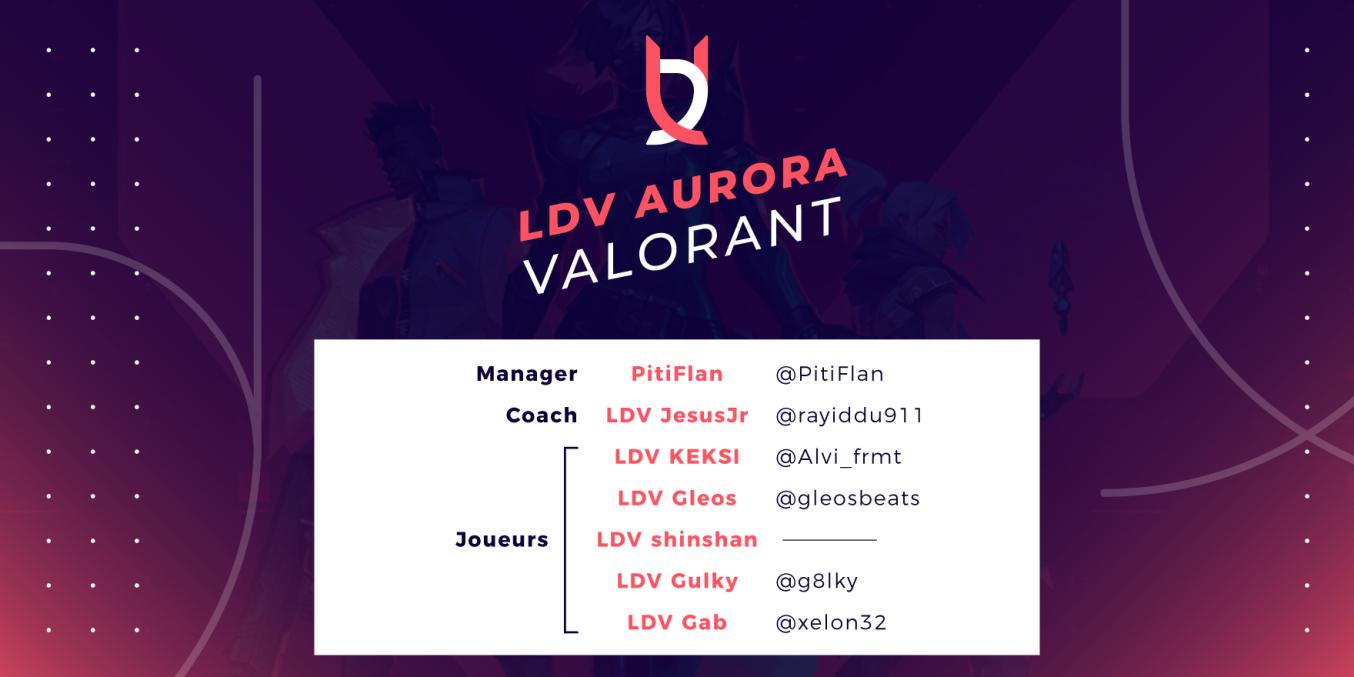 LDV AURORA
VALORANT
Manager PitiFlan @PitiFlan
Coach LDV JesusJr @rayiddu911
LDV KEKSI @Alvi_frmt
LDV Gleos @gleosbeats
Joueurs LDV shinshan
LDV Gulky @g8lky
LDV Gab @xelon32